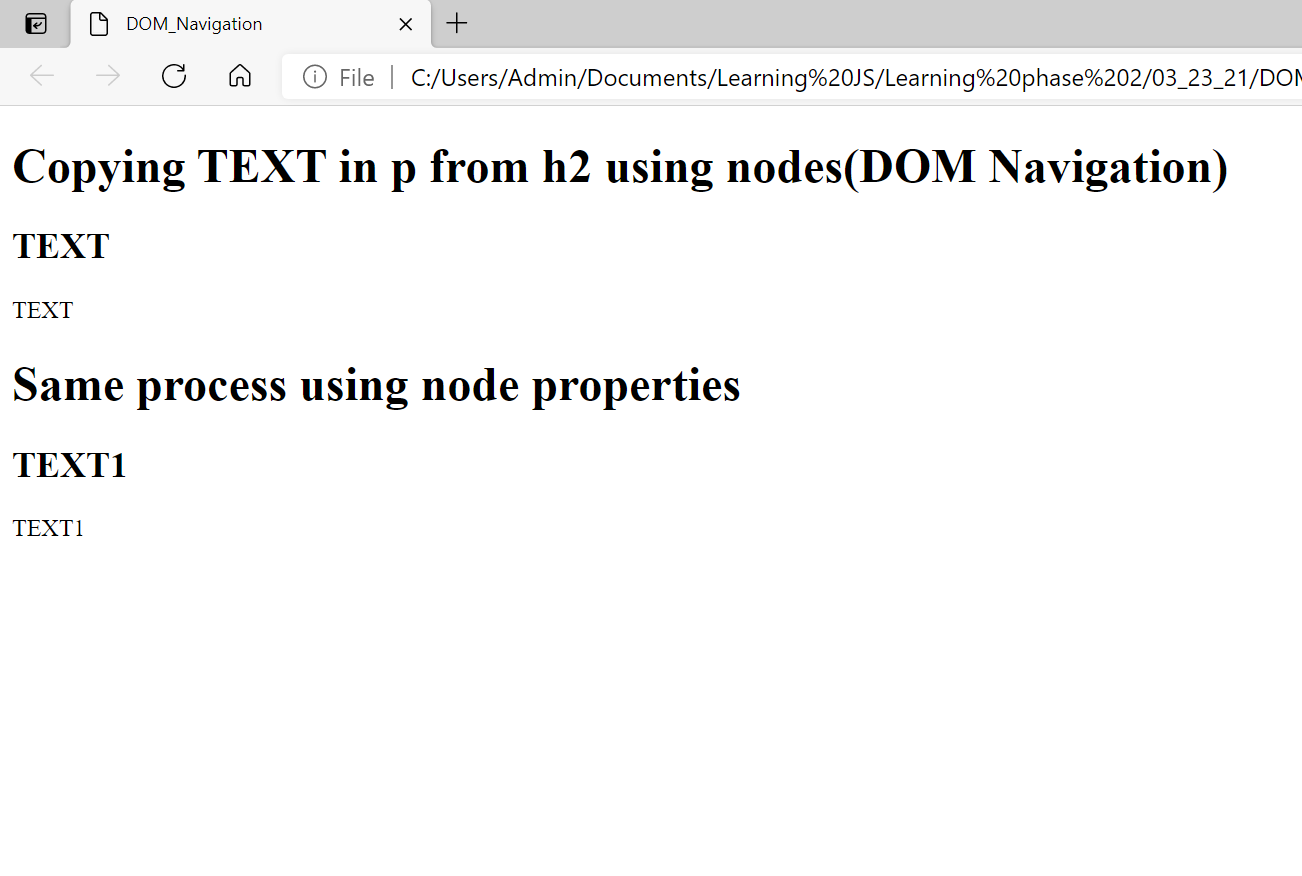 DOM_Navigation
File C:/Users/Admin/Documents/Learning%20JS/Learning%20phase%202/03_23_21/DOM
Copying TEXT in p from h2 using nodes(DOM Navigation)
TEXT
TEXT
Same process using node properties
TEXT1
TEXT1